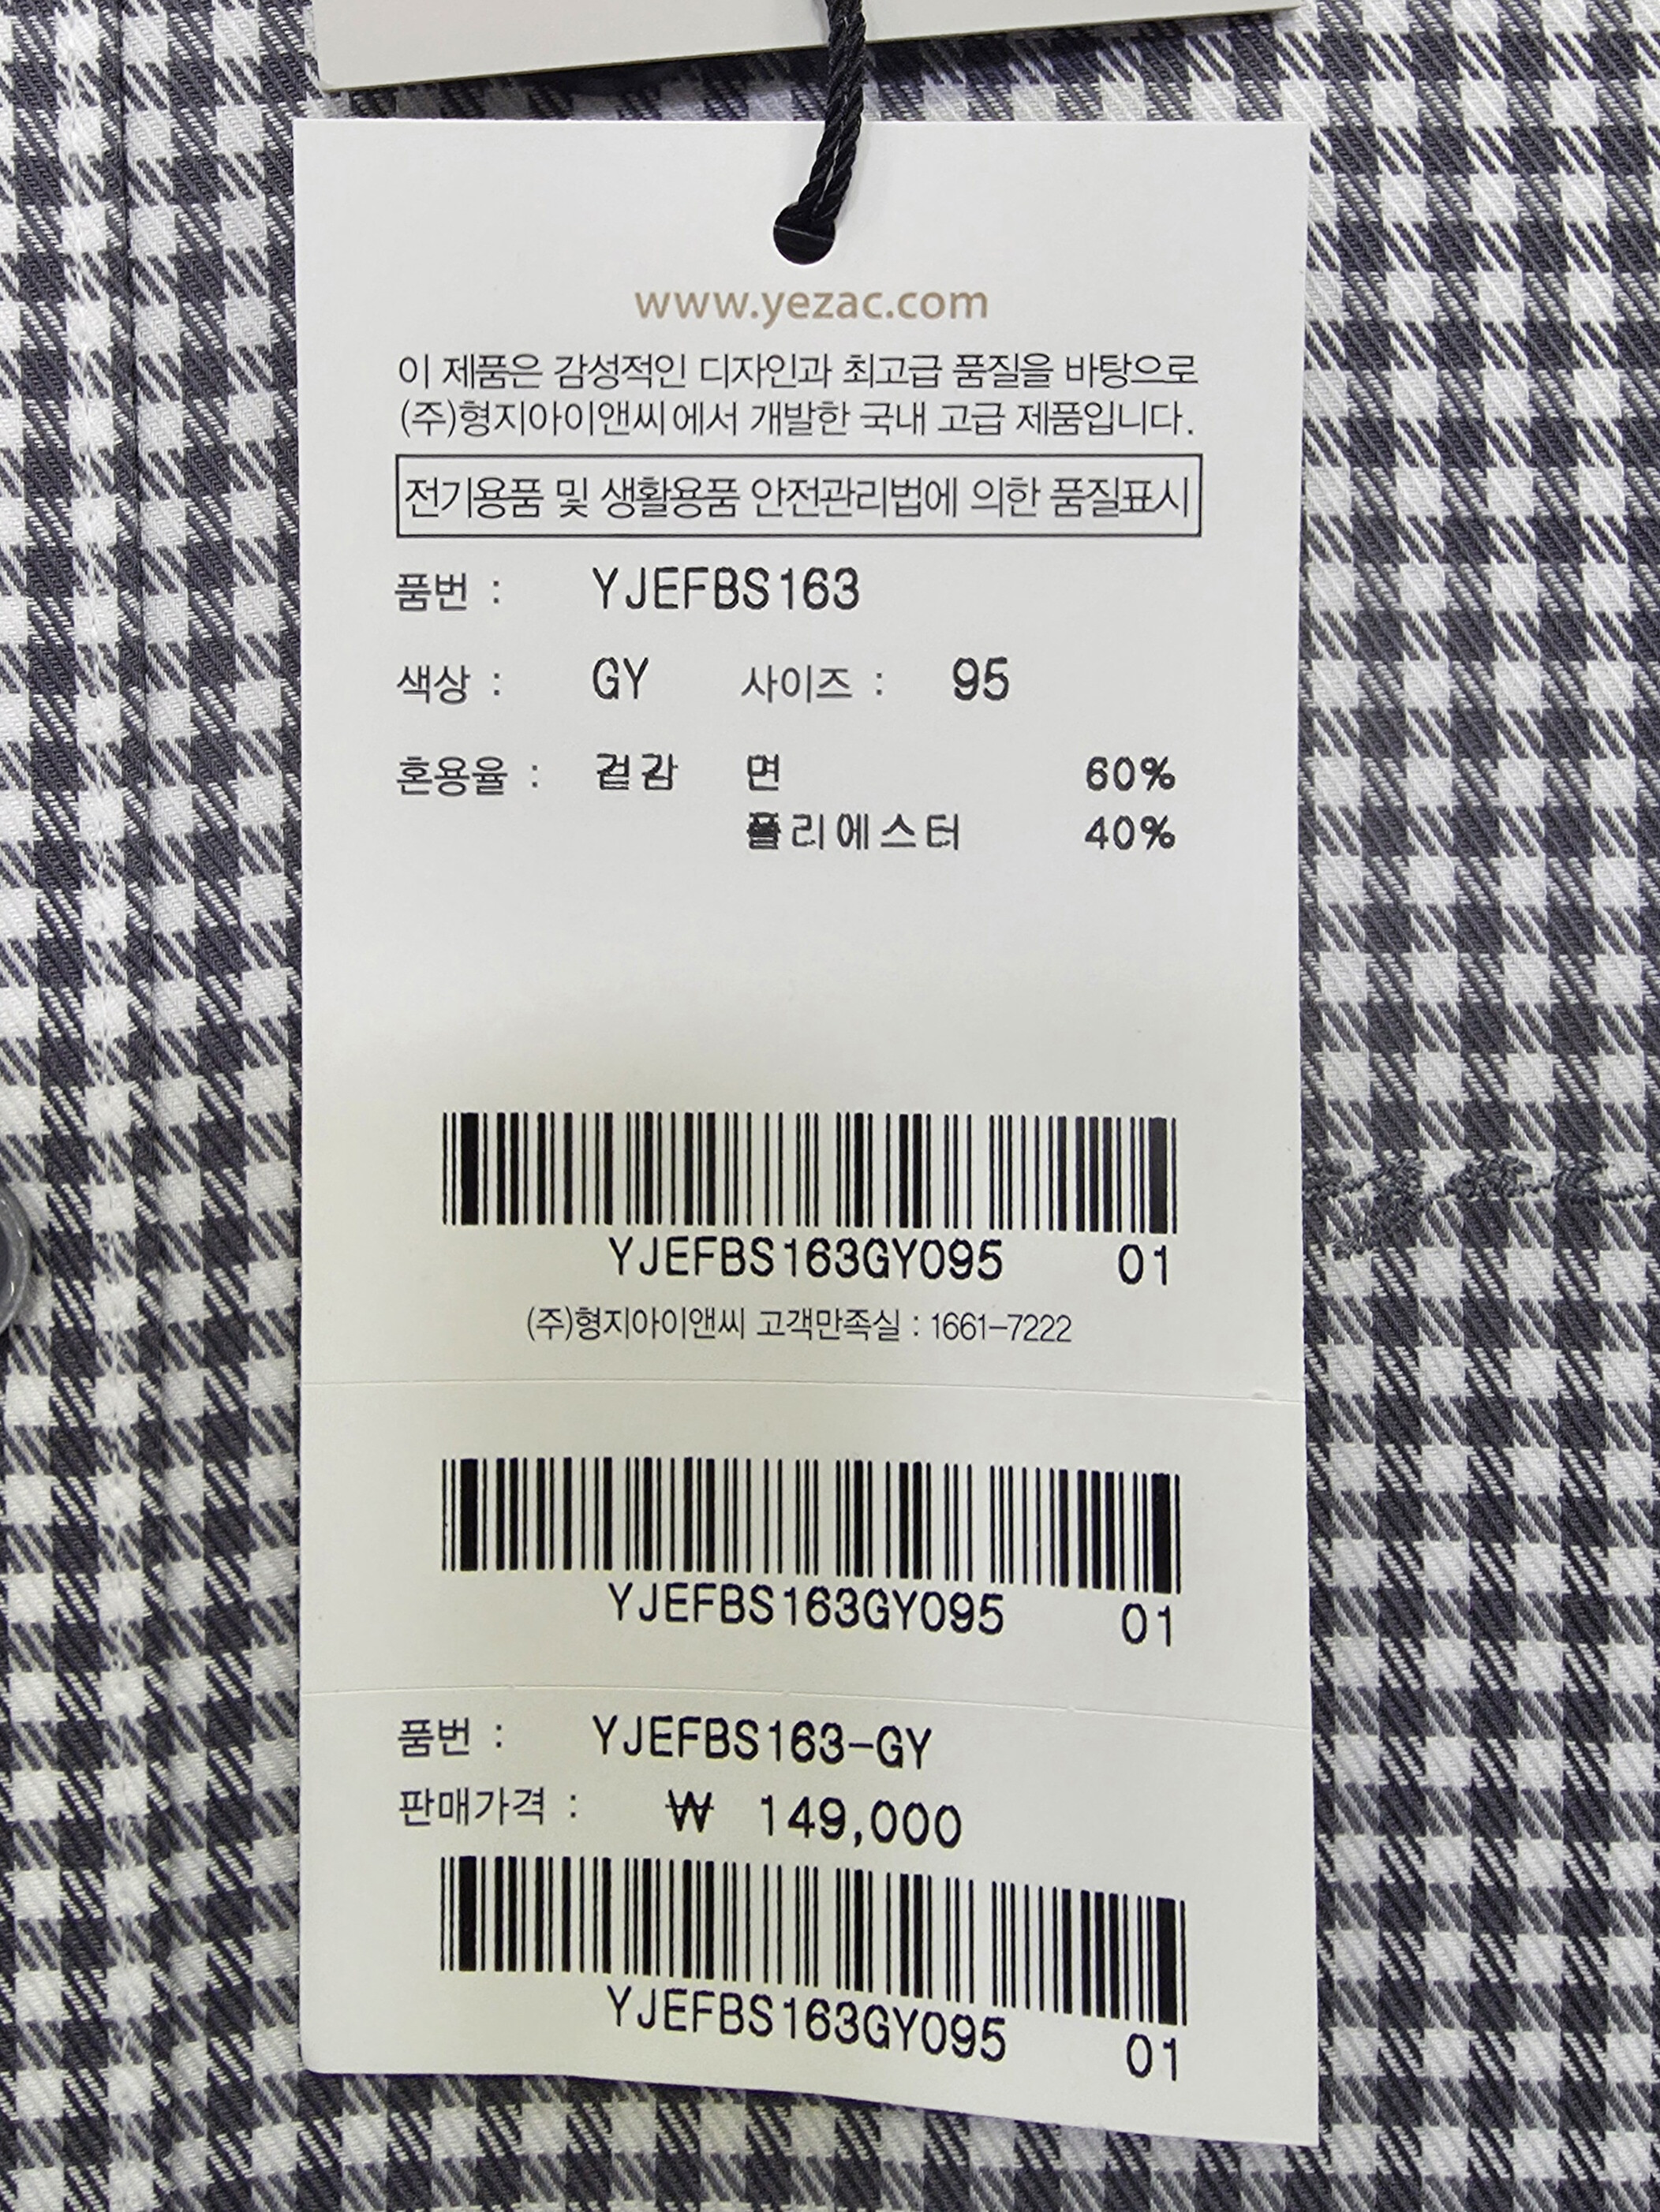 www.yezac.com
이 제품은 감성적인 디자인과 최고급 품질을 바탕으로
(주)형지아이앤씨에서 개발한 국내 고급 제품입니다.
전기용품 및 생활용품 안전관리법에 의한 품질표시
품번 : YJEFBS163
색상 : GY 사이즈 : 95
혼용율 : 겉감 면 60%
폴리에스터 40%
YJEFBS163GY095 01
(주)형지아이앤씨 고객만족실 : 1661-7222
YJEFBS163GY095 01
품번 : YJEFBS163-GY
판매가격 : ₩ 149,000
YJEFBS163GY095 01